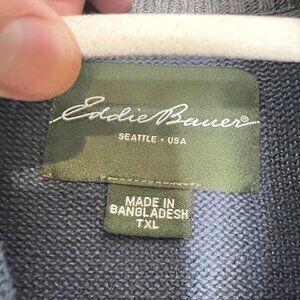 Eddie Bauer®
SEATTLE • USA
MADE IN
BANGLADESH
TXL